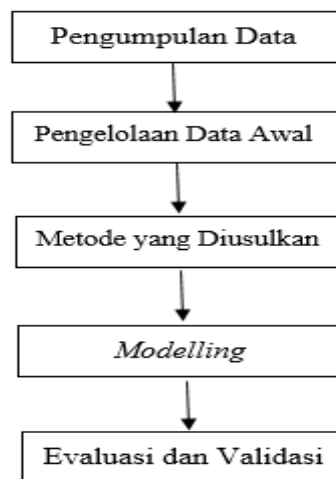 Pengumpulan Data
Pengelolaan Data Awal
Metode yang Diusulkan
Modelling
Evaluasi dan Validasi